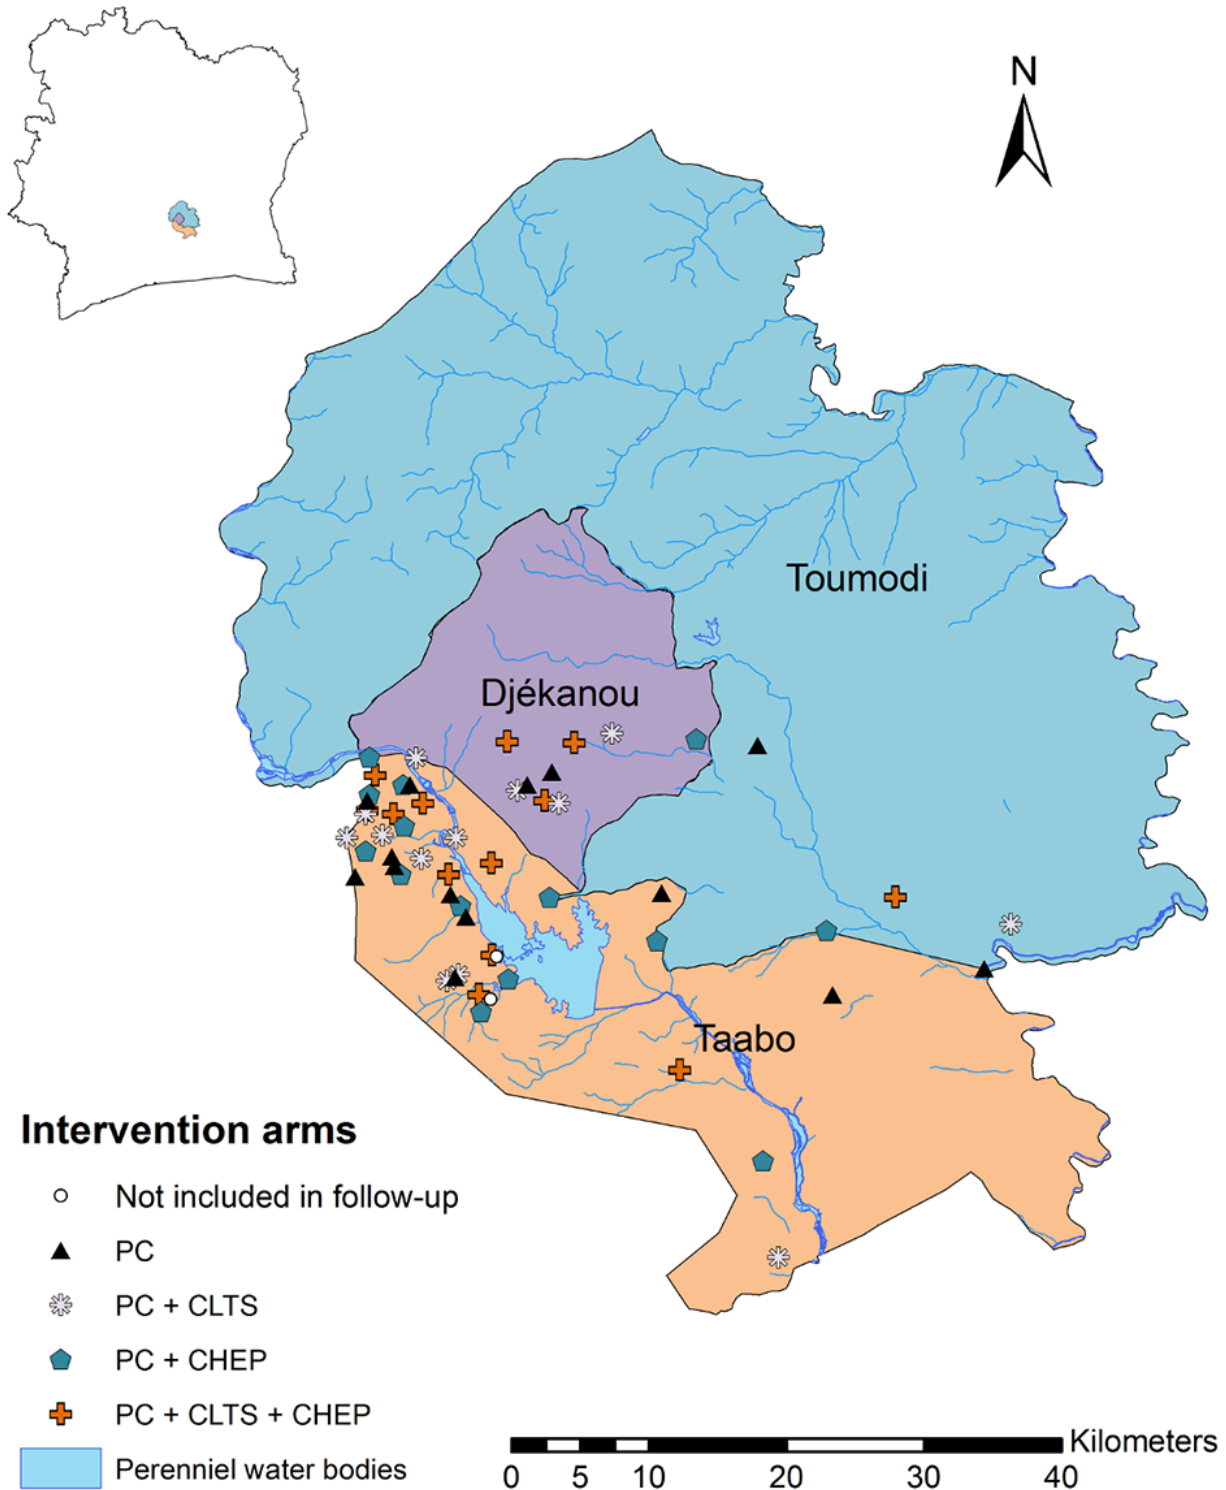 N
Toumodi
Djékanou
Taabo
Intervention arms
Not included in follow-up
PC
PC + CLTS
PC + CHEP
PC + CLTS + CHEP
Perenniel water bodies
Kilometers
0 5 10 20 30 40